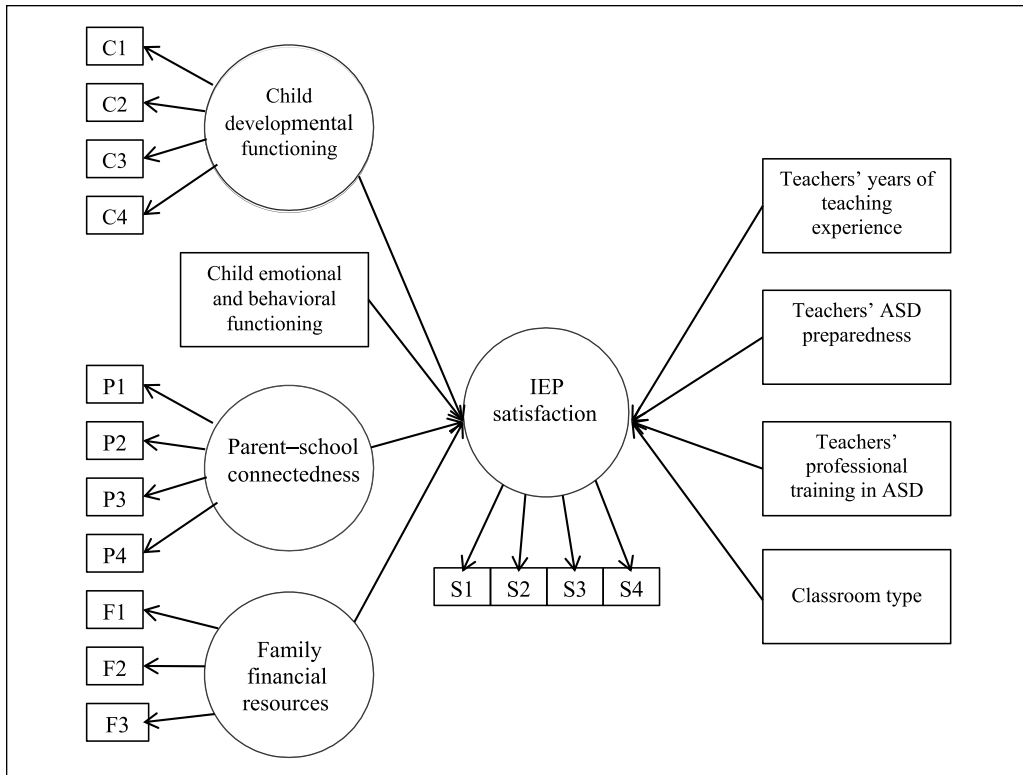 C1
C2
C3
C4
Child
developmental
functioning
Child emotional
and behavioral
functioning
P1
P2
P3
P4
Parent–school
connectedness
F1
F2
F3
Family
financial
resources
IEP
satisfaction
S1 S2 S3 S4
Teachers’ years of
teaching
experience
Teachers’ ASD
preparedness
Teachers’
professional
training in ASD
Classroom type